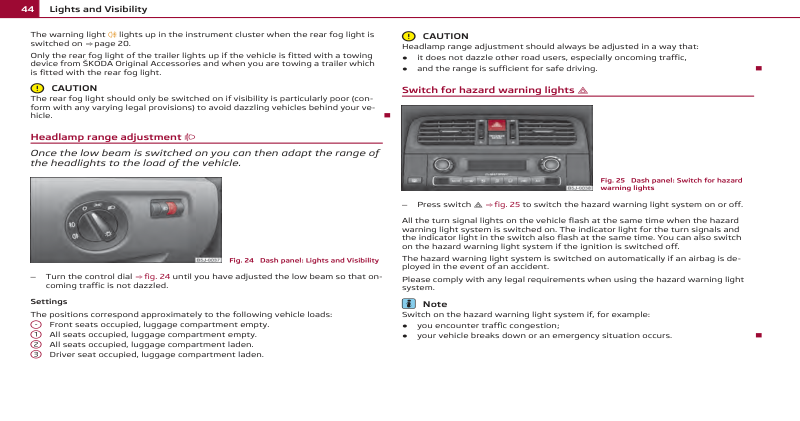 44 Lights and Visibility
The warning light lights up in the instrument cluster when the rear fog light is
switched on ⇒ page 20.
Only the rear fog light of the trailer lights up if the vehicle is fitted with a towing
device from ŠKODA Original Accessories and when you are towing a trailer which
is fitted with the rear fog light.
CAUTION
The rear fog light should only be switched on if visibility is particularly poor (con-
form with any varying legal provisions) to avoid dazzling vehicles behind your ve-
hicle.
Headlamp range adjustment
Once the low beam is switched on you can then adapt the range of
the headlights to the load of the vehicle.
Fig. 24 Dash panel: Lights and Visibility
– Turn the control dial ⇒ fig. 24 until you have adjusted the low beam so that on-
coming traffic is not dazzled.
Settings
The positions correspond approximately to the following vehicle loads:
- Front seats occupied, luggage compartment empty.
1 All seats occupied, luggage compartment empty.
2 All seats occupied, luggage compartment laden.
3 Driver seat occupied, luggage compartment laden.
CAUTION
Headlamp range adjustment should always be adjusted in a way that:
● it does not dazzle other road users, especially oncoming traffic,
● and the range is sufficient for safe driving.
Switch for hazard warning lights
Fig. 25 Dash panel: Switch for hazard
warning lights
– Press switch ⇒ fig. 25 to switch the hazard warning light system on or off.
All the turn signal lights on the vehicle flash at the same time when the hazard
warning light system is switched on. The indicator light for the turn signals and
the indicator light in the switch also flash at the same time. You can also switch
on the hazard warning light system if the ignition is switched off.
The hazard warning light system is switched on automatically if an airbag is de-
ployed in the event of an accident.
Please comply with any legal requirements when using the hazard warning light
system.
Note
Switch on the hazard warning light system if, for example:
● you encounter traffic congestion;
● your vehicle breaks down or an emergency situation occurs.